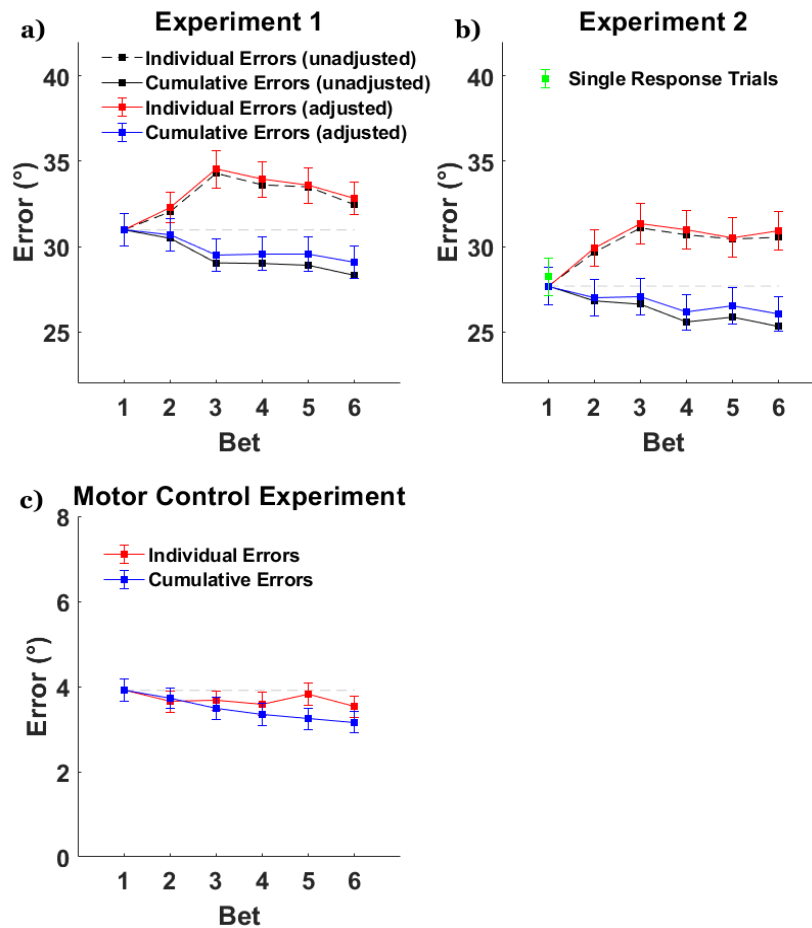 a)
Experiment 1
Individual Errors (unadjusted)
Cumulative Errors (unadjusted)
Individual Errors (adjusted)
Cumulative Errors (adjusted)
40
35
30
25
Error (°)
1 2 3 4 5 6
Bet
b)
Experiment 2
Single Response Trials
40
35
30
25
Error (°)
1 2 3 4 5 6
Bet
c)
Motor Control Experiment
Individual Errors
Cumulative Errors
8
6
4
2
0
Error (°)
1 2 3 4 5 6
Bet